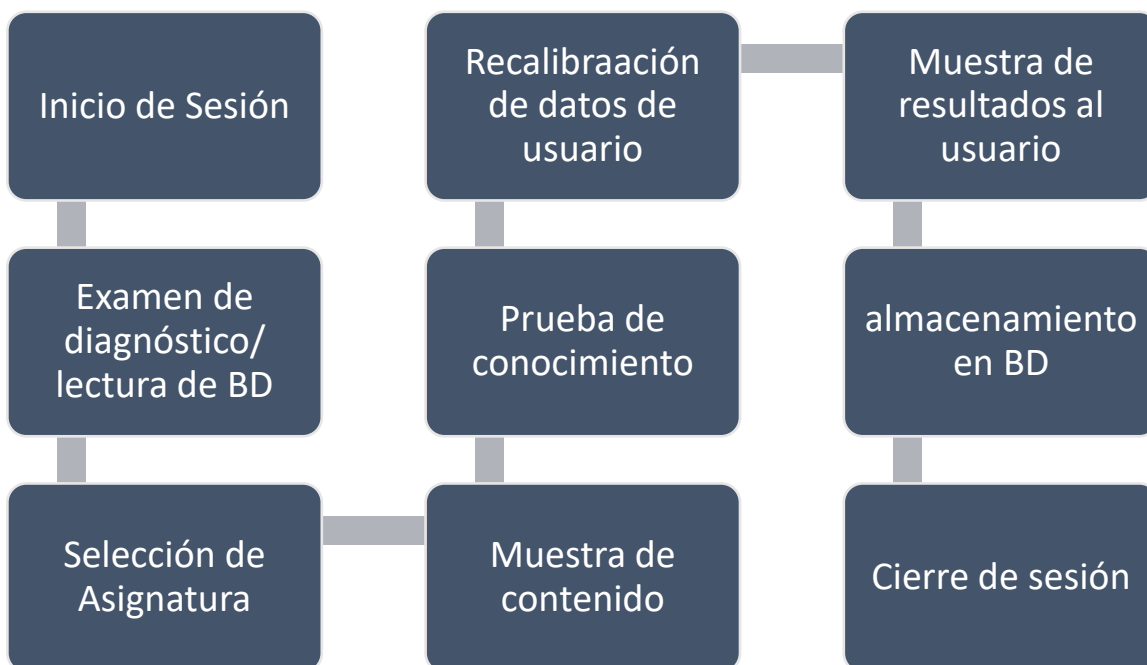 Inicio de Sesión
Examen de
diagnóstico/
lectura de BD
Selección de
Asignatura
Muestra de
contenido
Prueba de
conocimiento
Recalibraación
de datos de
usuario
Muestra de
resultados al
usuario
almacenamiento
en BD
Cierre de sesión